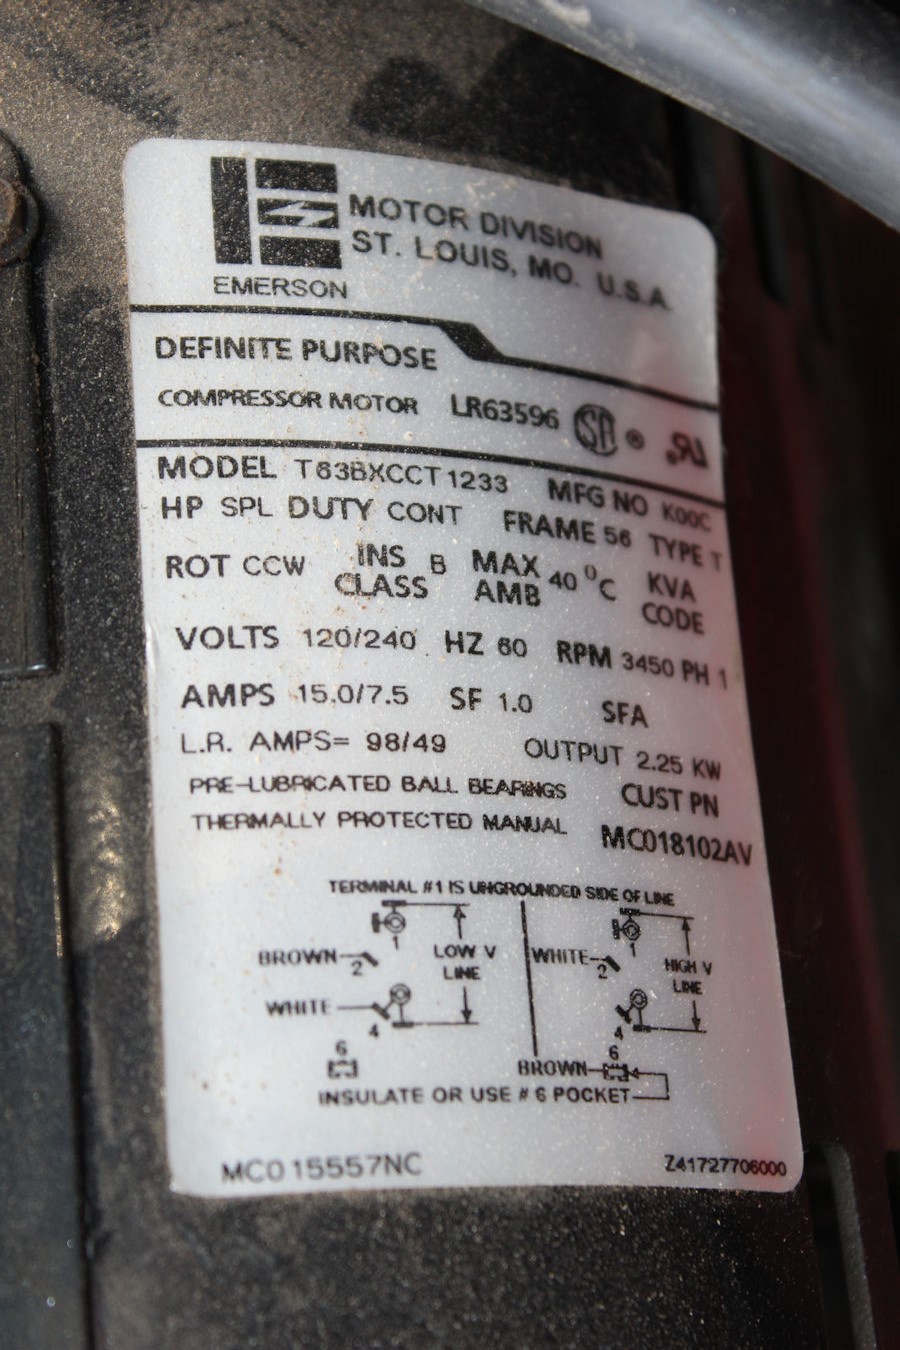 EMERSON
MOTOR DIVISION
ST. LOUIS, MO. U.S.A.
DEFINITE PURPOSE
COMPRESSOR MOTOR LR63596 SA ® UR
MODEL T63BXCCT1233 MFG NO K00C
HP SPL DUTY CONT FRAME 56 TYPE T
ROT CCW INS CLASS B MAX AMB 40 °C KVA CODE
VOLTS 120/240 HZ 60 RPM 3450 PH 1
AMPS 15.0/7.5 SF 1.0 SFA
L.R. AMPS= 98/49 OUTPUT 2.25 KW
PRE-LUBRICATED BALL BEARINGS CUST PN
THERMALLY PROTECTED MANUAL MC018102AV
TERMINAL #1 IS UNGROUNDED SIDE OF LINE
1
BROWN 2 LOW V LINE
WHITE 4
6
1
WHITE 2 HIGH V LINE
4
BROWN 6
INSULATE OR USE # 6 POCKET
MC015557NC Z41727706000